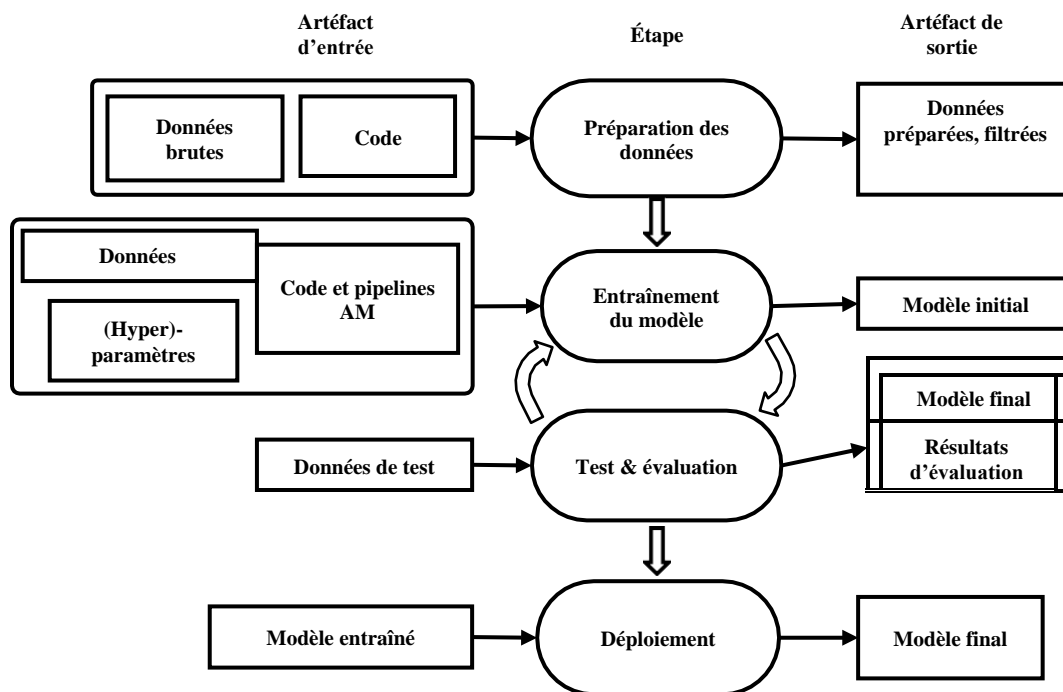 Artéfact
d'entrée
Étape
Artéfact de
sortie
Données
brutes
Code
Préparation des
données
Données
préparées, filtrées
Données
Code et pipelines
AM
(Hyper)-
paramètres
Entraînement
du modèle
Modèle initial
Données de test
Test & évaluation
Modèle final
Résultats
d'évaluation
Modèle entraîné
Déploiement
Modèle final